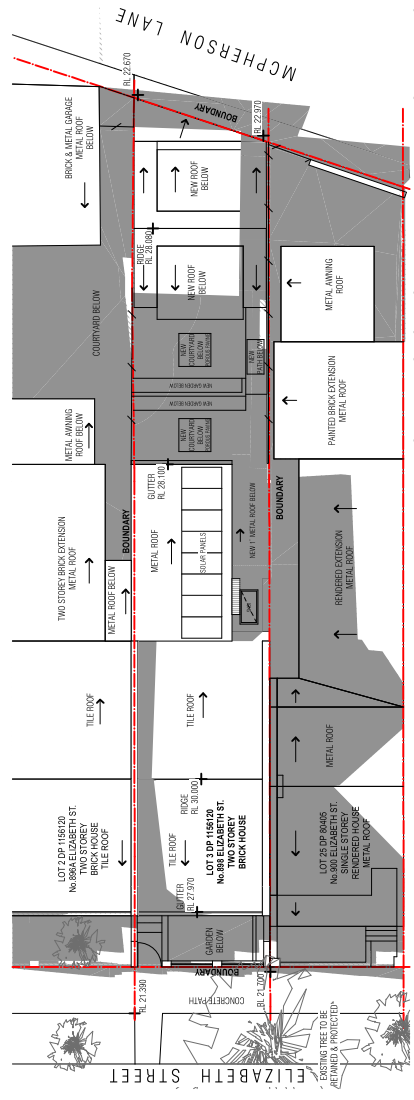 MCPHERSON LANE
RL 22.670
BOUNDARY
RL 22.970
BRICK & METAL GARAGE
METAL ROOF
BELOW
NEW ROOF
BELOW
RIDGE
RL 28.080
NEW ROOF
BELOW
METAL AWNING
ROOF
COURTYARD BELOW
NEW
COURTYARD
BELOW
NEW
PATH BELOW
NEW GARDEN BELOW
NEW GARDEN BELOW
PAINTED BRICK EXTENSION
METAL ROOF
METAL AWNING
ROOF BELOW
NEW
COURTYARD
BELOW
GUTTER
RL 28.100
BOUNDARY
TWO STOREY BRICK EXTENSION
METAL ROOF
METAL ROOF
SOLAR PANELS
NEW 1° METAL ROOF BELOW
BOUNDARY
RENDERED EXTENSION
METAL ROOF
METAL ROOF BELOW
TILE ROOF
TILE ROOF
METAL ROOF
RIDGE
RL 30.000
LOT 2 DP 1156120
No.896A ELIZABETH ST.
TWO STOREY
BRICK HOUSE
TILE ROOF
TILE ROOF
LOT 3 DP 1156120
No.898 ELIZABETH ST.
TWO STOREY
BRICK HOUSE
LOT 25 DP 80405
No.900 ELIZABETH ST.
SINGLE STOREY
RENDERED HOUSE
METAL ROOF
GUTTER
RL 27.970
GARDEN
BELOW
BOUNDARY
RL 21.390
CONCRETE PATH
RL 21.700
EXISTING TREE TO BE
RETAINED & PROTECTED
ELIZABETH STREET